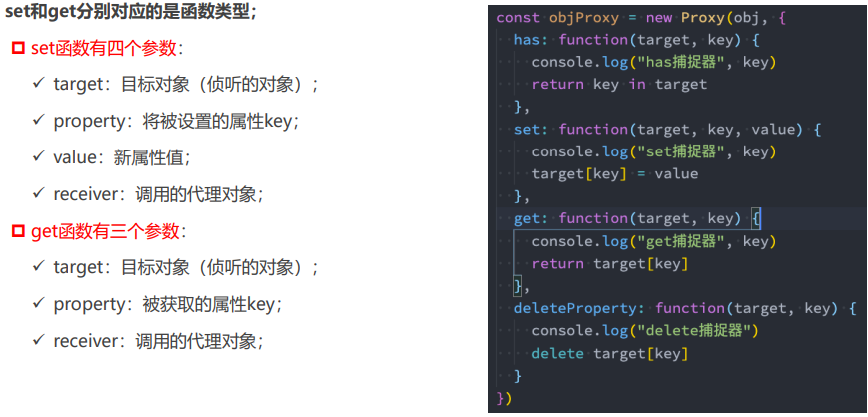 set和get分别对应的是函数类型；
set函数有四个参数：
target：目标对象（侦听的对象）；
property：将被设置的属性key；
value：新属性值；
receiver：调用的代理对象；
get函数有三个参数：
target：目标对象（侦听的对象）；
property：被获取的属性key；
receiver：调用的代理对象；
const objProxy = new Proxy(obj, {
has: function(target, key) {
console.log("has捕捉器", key)
return key in target
},
set: function(target, key, value) {
console.log("set捕捉器", key)
target[key] = value
},
get: function(target, key) {
console.log("get捕捉器", key)
return target[key]
},
deleteProperty: function(target, key) {
console.log("delete捕捉器")
delete target[key]
}
})